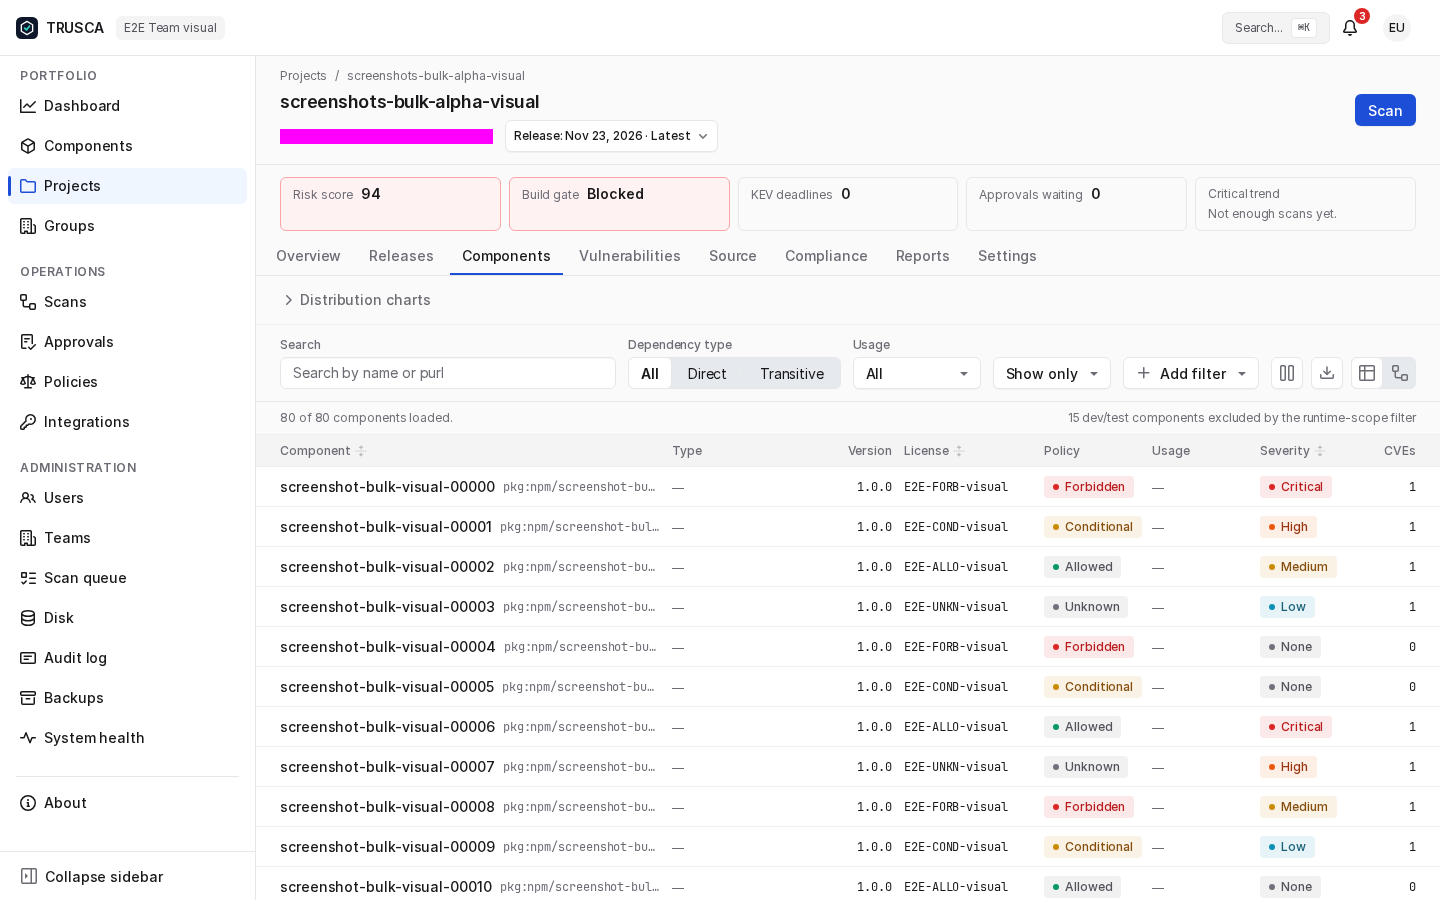 TRUSCA
E2E Team visual
Search...
⌘K
3
EU
PORTFOLIO
Dashboard
Components
Projects
Groups
OPERATIONS
Scans
Approvals
Policies
Integrations
ADMINISTRATION
Users
Teams
Scan queue
Disk
Audit log
Backups
System health
About
Collapse sidebar
Projects / screenshots-bulk-alpha-visual
screenshots-bulk-alpha-visual
Release: Nov 23, 2026 · Latest
Scan
Risk score 94
Build gate Blocked
KEV deadlines 0
Approvals waiting 0
Critical trend
Not enough scans yet.
Overview Releases Components Vulnerabilities Source Compliance Reports Settings
Distribution charts
Search
Search by name or purl
Dependency type
All Direct Transitive
Usage
All
Show only
Add filter
80 of 80 components loaded.
15 dev/test components excluded by the runtime-scope filter
Component Type Version License Policy Usage Severity CVEs
screenshot-bulk-visual-00000 pkg:npm/screenshot-bu… — 1.0.0 E2E-FORB-visual Forbidden — Critical 1
screenshot-bulk-visual-00001 pkg:npm/screenshot-bul… — 1.0.0 E2E-COND-visual Conditional — High 1
screenshot-bulk-visual-00002 pkg:npm/screenshot-bu… — 1.0.0 E2E-ALLO-visual Allowed — Medium 1
screenshot-bulk-visual-00003 pkg:npm/screenshot-bu… — 1.0.0 E2E-UNKN-visual Unknown — Low 1
screenshot-bulk-visual-00004 pkg:npm/screenshot-bu… — 1.0.0 E2E-FORB-visual Forbidden — None 0
screenshot-bulk-visual-00005 pkg:npm/screenshot-bu… — 1.0.0 E2E-COND-visual Conditional — None 0
screenshot-bulk-visual-00006 pkg:npm/screenshot-bu… — 1.0.0 E2E-ALLO-visual Allowed — Critical 1
screenshot-bulk-visual-00007 pkg:npm/screenshot-bu… — 1.0.0 E2E-UNKN-visual Unknown — High 1
screenshot-bulk-visual-00008 pkg:npm/screenshot-bu… — 1.0.0 E2E-FORB-visual Forbidden — Medium 1
screenshot-bulk-visual-00009 pkg:npm/screenshot-bu… — 1.0.0 E2E-COND-visual Conditional — Low 1
screenshot-bulk-visual-00010 pkg:npm/screenshot-bul… — 1.0.0 E2E-ALLO-visual Allowed — None 0